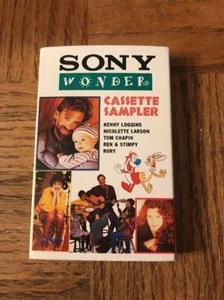 SONY
WONDER®
CASSETTE
SAMPLER
KENNY LOGGINS
NICOLETTE LARSON
TOM CHAPIN
REN & STIMPY
RORY